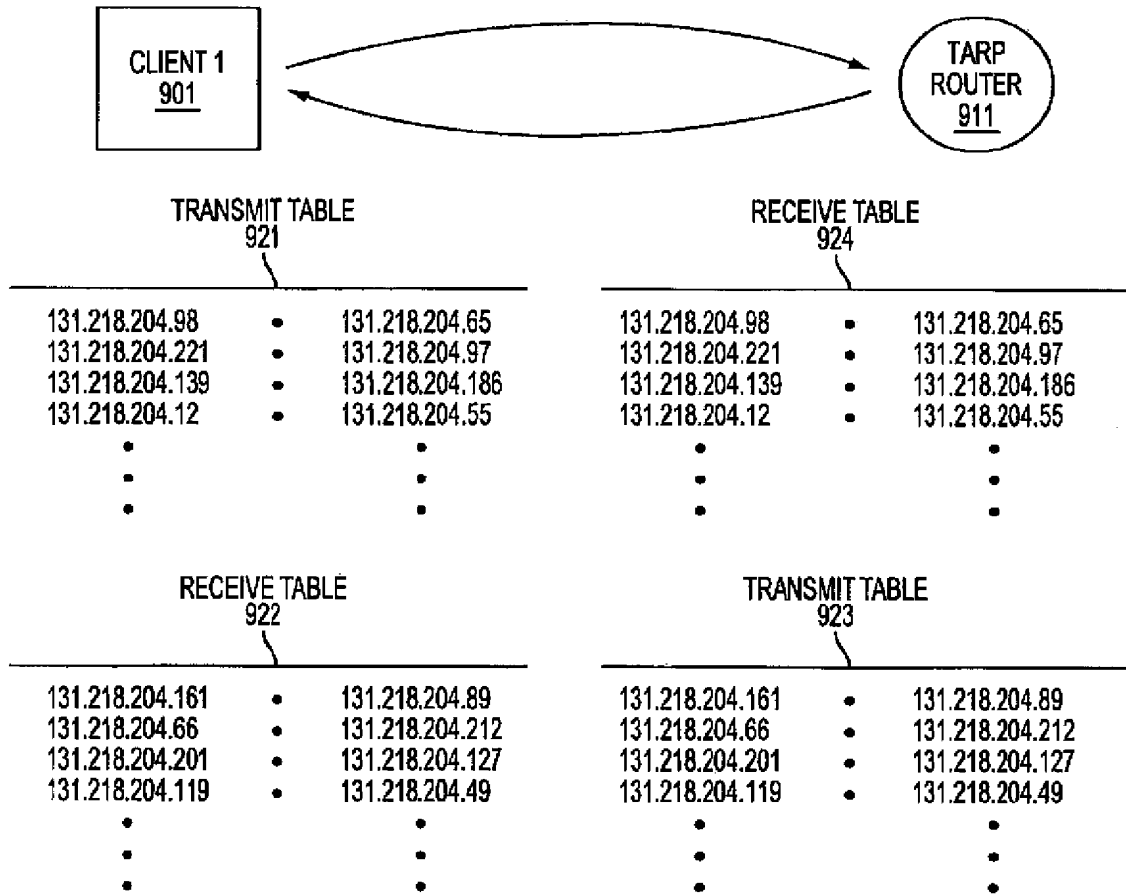 CLIENT 1
901
TARP
ROUTER
911
TRANSMIT TABLE
921
131.218.204.98 • 131.218.204.65
131.218.204.221 • 131.218.204.97
131.218.204.139 • 131.218.204.186
131.218.204.12 • 131.218.204.55
RECEIVE TABLE
924
131.218.204.98 • 131.218.204.65
131.218.204.221 • 131.218.204.97
131.218.204.139 • 131.218.204.186
131.218.204.12 • 131.218.204.55
RECEIVE TABLE
922
131.218.204.161 • 131.218.204.89
131.218.204.66 • 131.218.204.212
131.218.204.201 • 131.218.204.127
131.218.204.119 • 131.218.204.49
TRANSMIT TABLE
923
131.218.204.161 • 131.218.204.89
131.218.204.66 • 131.218.204.212
131.218.204.201 • 131.218.204.127
131.218.204.119 • 131.218.204.49